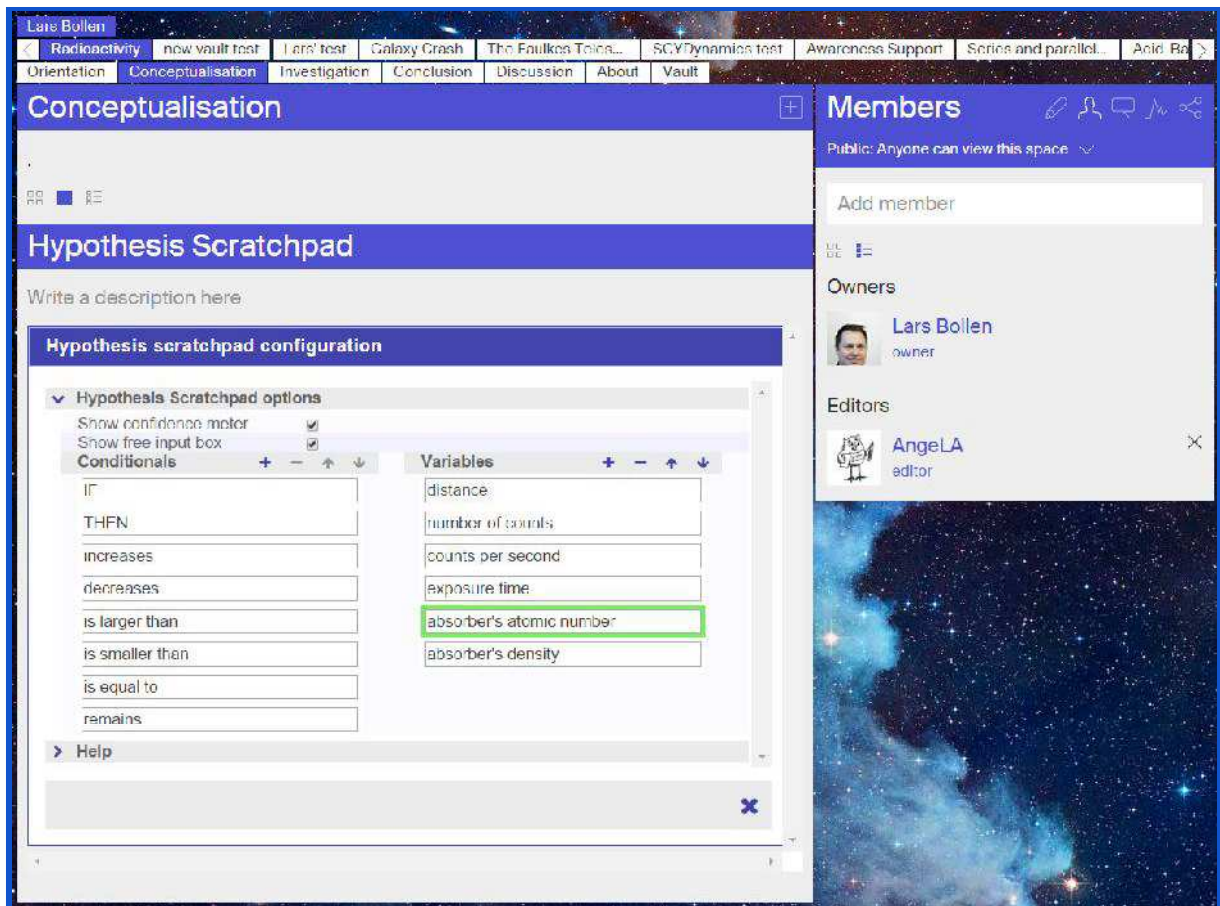 Lars Bollen
Radioactivity new vault test Lars' test Galaxy Crash The Faulkes Teles... SCYDynamics test Awareness Support Series and parallel... Acid-Ba
Orientation Conceptualisation Investigation Conclusion Discussion About Vault
Conceptualisation
.
Hypothesis Scratchpad
Write a description here
Hypothesis scratchpad configuration
Hypothesis Scratchpad options
Show confidence meter
Show free input box
Conditionals
IF
THEN
increases
decreases
is larger than
is smaller than
is equal to
remains
Variables
distance
number of counts
counts per second
exposure time
absorber's atomic number
absorber's density
Help
Members
Public: Anyone can view this space
Add member
Owners
Lars Bollen
owner
Editors
AngeLA
editor